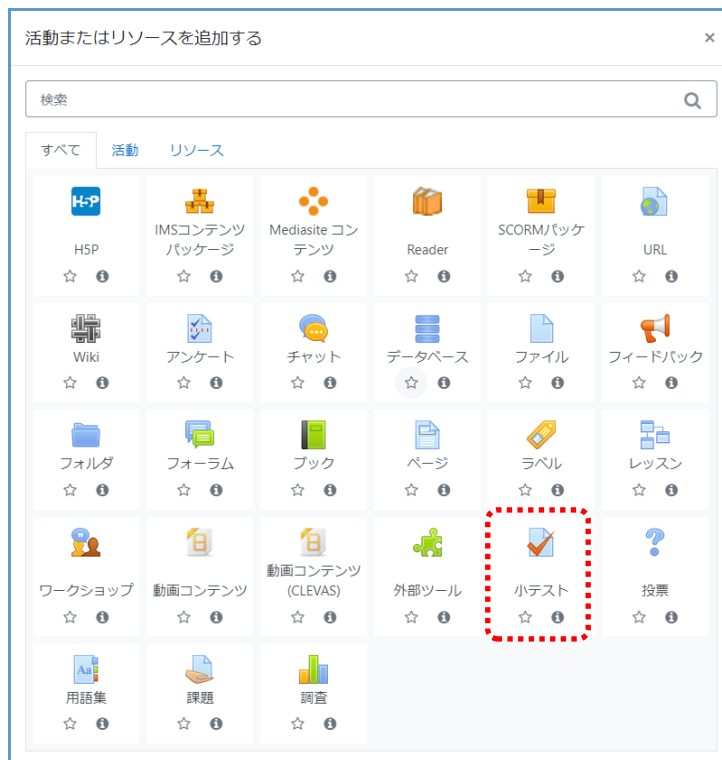 活動またはリソースを追加する ×
検索
すべて 活動 リソース
H5P
H5P
IMSコンテンツ
パッケージ
Mediasite コン
テンツ
Reader
SCORMパッケ
ージ
URL
Wiki
アンケート
チャット
データベース
ファイル
フィードバック
フォルダ
フォーラム
ブック
ページ
ラベル
レッスン
ワークショップ
動画コンテンツ
動画コンテンツ
(CLEVAS)
外部ツール
小テスト
投票
Aa
用語集
課題
調査